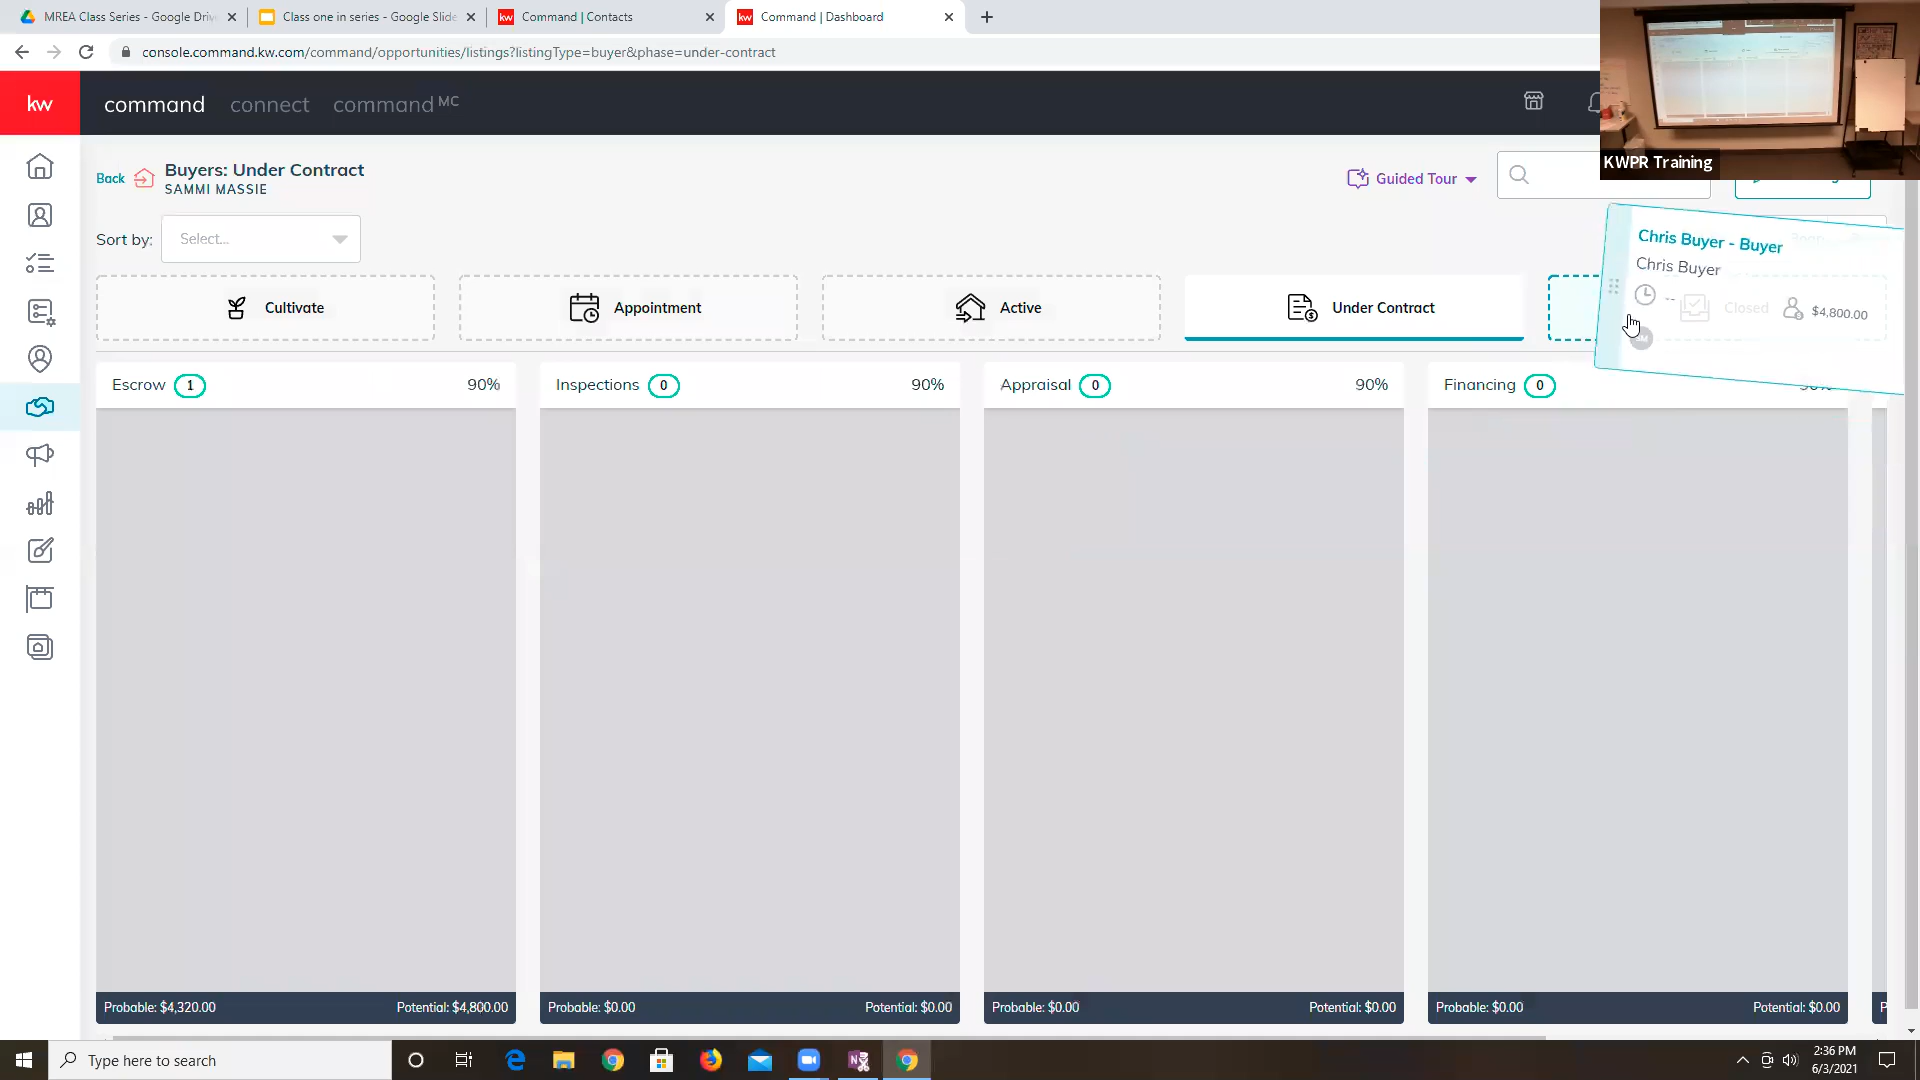 MREA Class Series - Google Driv
Class one in series - Google Slide
kw Command | Contacts
kw Command | Dashboard
console.command.kw.com/command/opportunities/listings?listingType=buyer&phase=under-contract
kw command connect command MC
KWPR Training
Back Buyers: Under Contract
SAMMI MASSIE
Guided Tour
Sort by: Select...
Chris Buyer - Buyer
Chris Buyer
-- Closed $4,800.00
Cultivate
Appointment
Active
Under Contract
Escrow 1 90%
Inspections 0 90%
Appraisal 0 90%
Financing 0
Probable: $4,320.00 Potential: $4,800.00
Probable: $0.00 Potential: $0.00
Probable: $0.00 Potential: $0.00
Probable: $0.00 Potential: $0.00
P
Type here to search
2:36 PM
6/3/2021